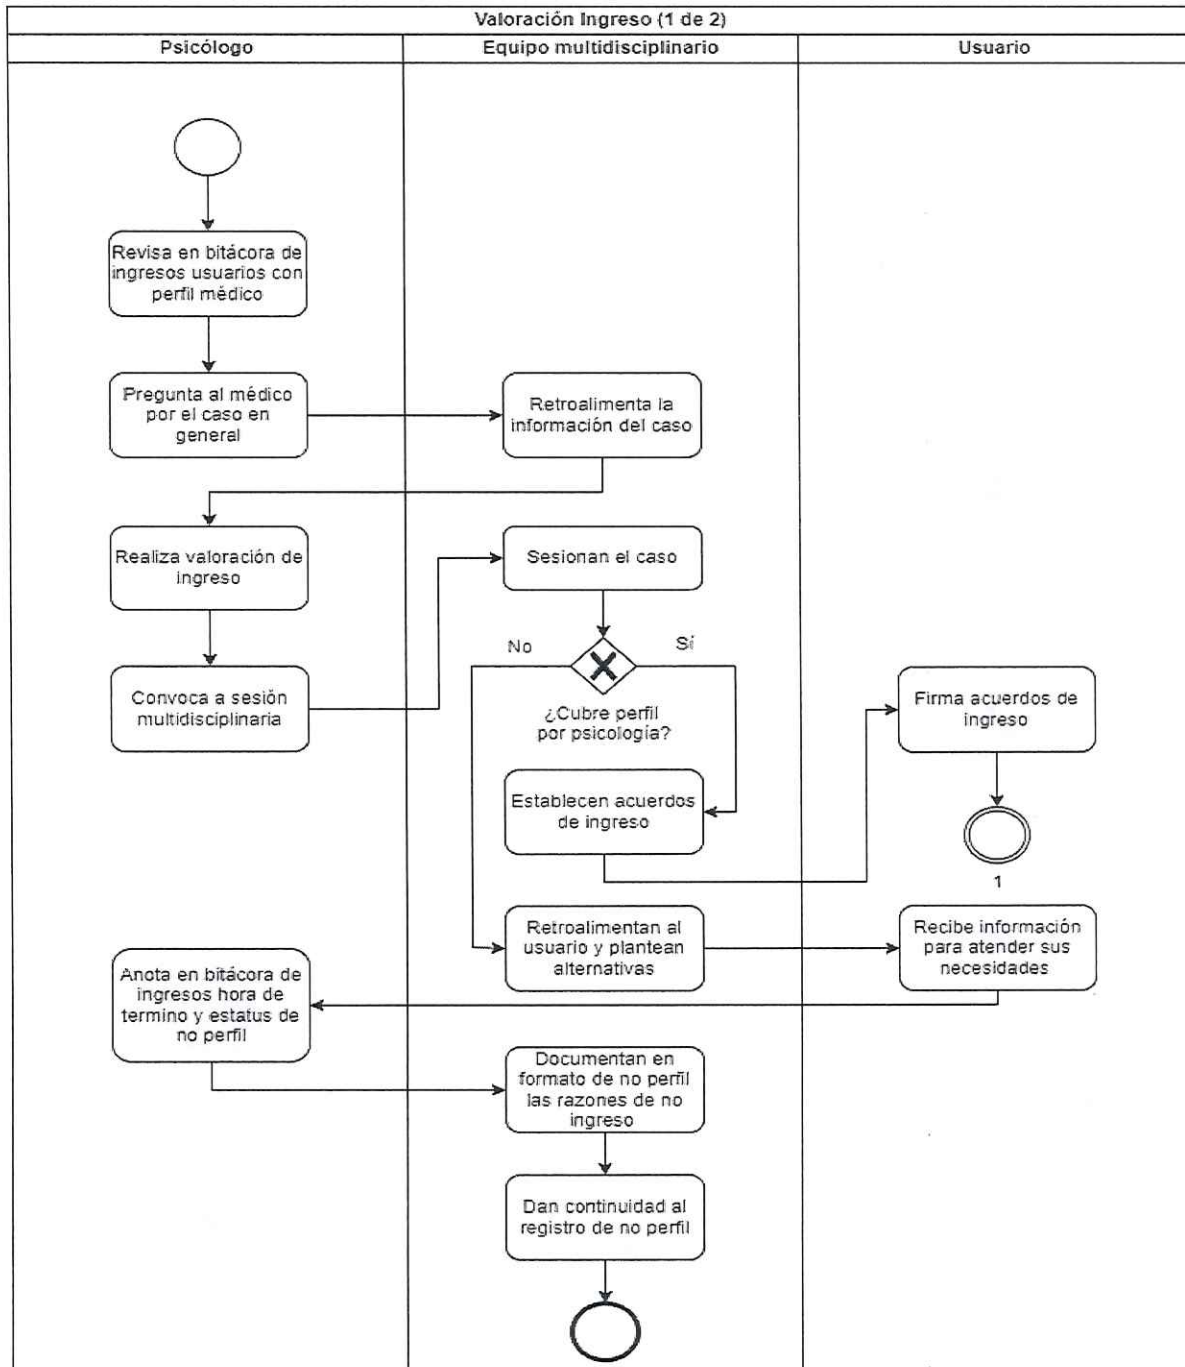 Valoración Ingreso (1 de 2)
Psicólogo
Equipo multidisciplinario
Usuario
Revisa en bitácora de
ingresos usuarios con
perfil médico
Pregunta al médico
por el caso en
general
Retroalimenta la
información del caso
Realiza valoración de
ingreso
Sesionan el caso
No
Sí
¿Cubre perfil
por psicología?
Convoca a sesión
multidisciplinaria
Firma acuerdos de
ingreso
Establecen acuerdos
de ingreso
1
Retroalimentan al
usuario y plantean
alternativas
Recibe información
para atender sus
necesidades
Anota en bitácora de
ingresos hora de
termino y estatus de
no perfil
Documentan en
formato de no perfil
las razones de no
ingreso
Dan continuidad al
registro de no perfil